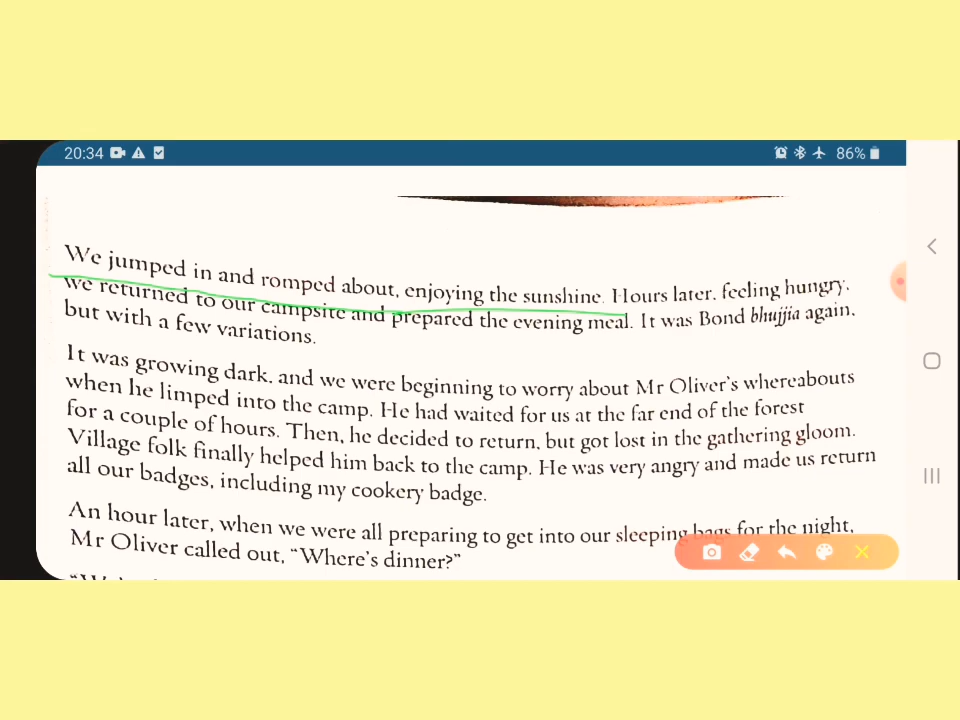 20:34
86%
We jumped in and romped about, enjoying the sunshine. Hours later, feeling hungry,
we returned to our campsite and prepared the evening meal. It was Bond bhujjia again,
but with a few variations.
It was growing dark, and we were beginning to worry about Mr Oliver's whereabouts
when he limped into the camp. He had waited for us at the far end of the forest
for a couple of hours. Then, he decided to return, but got lost in the gathering gloom.
Village folk finally helped him back to the camp. He was very angry and made us return
all our badges, including my cookery badge.
An hour later, when we were all preparing to get into our sleeping bags for the night,
Mr Oliver called out, “Where's dinner?”